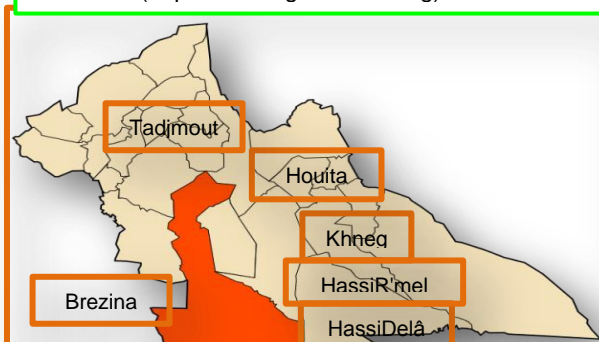 Tadjmout
Houita
Khneg
HassiR'mel
Brezina
HassiDelâ